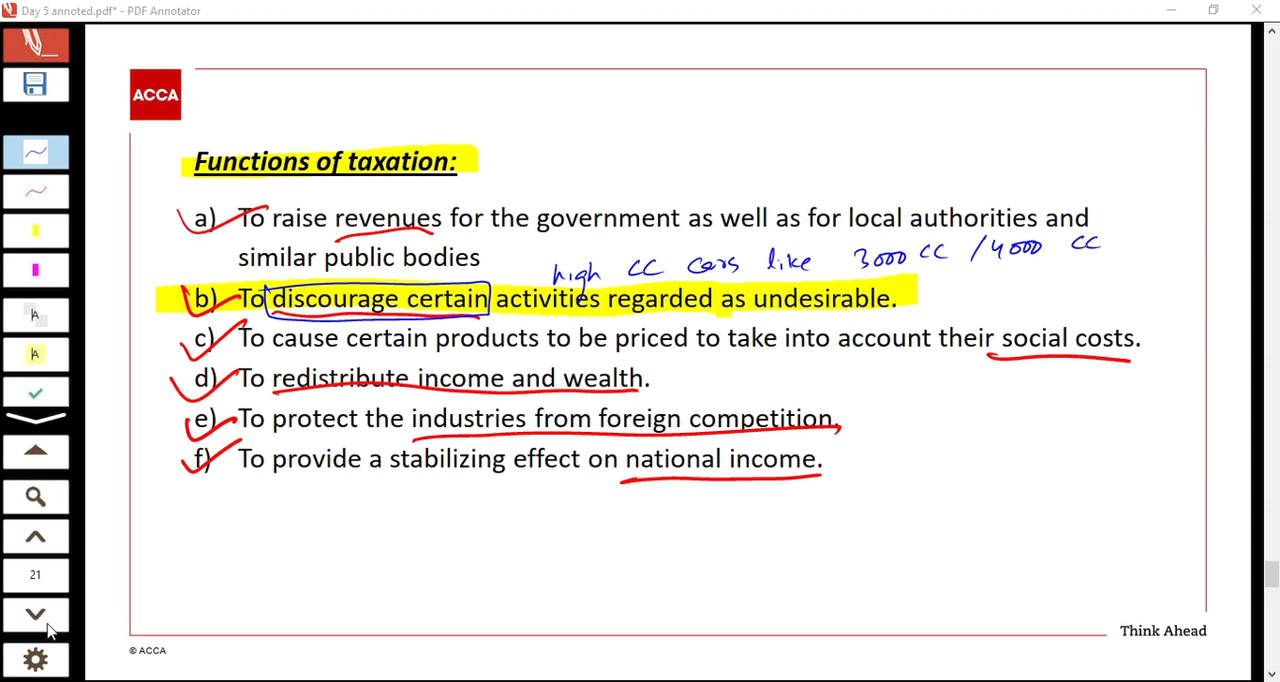 Day 5 annoted.pdf* - PDF Annotator
ACCA
Functions of taxation:
a) To raise revenues for the government as well as for local authorities and
similar public bodies
high CC cars like 3000 CC / 4000 CC
b) To discourage certain activities regarded as undesirable.
c) To cause certain products to be priced to take into account their social costs.
d) To redistribute income and wealth.
e) To protect the industries from foreign competition.
f) To provide a stabilizing effect on national income.
A
A
21
Think Ahead
© ACCA